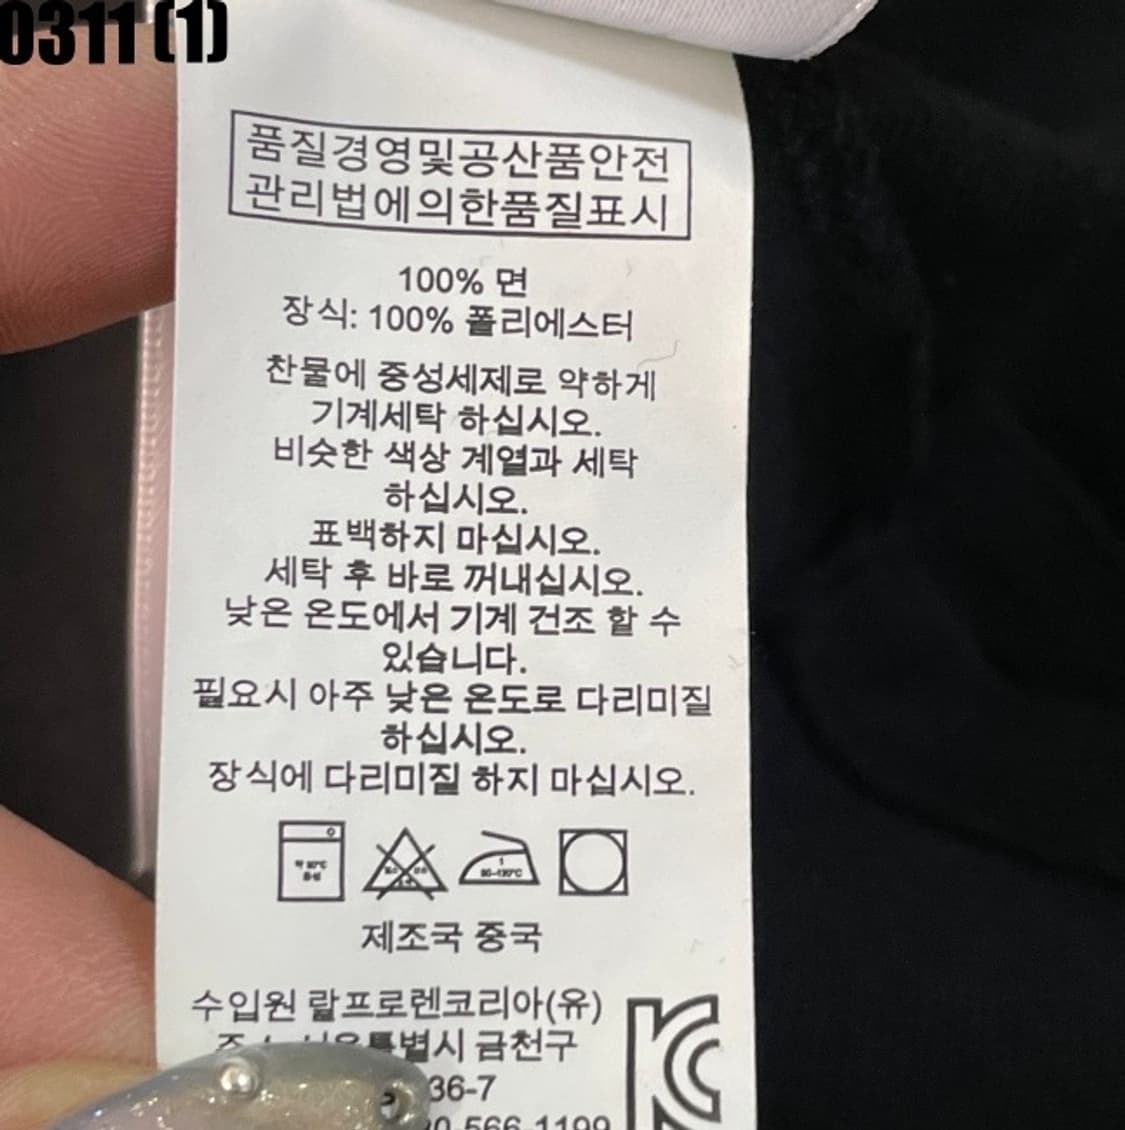 0311 (1)
품질경영및공산품안전
관리법에의한품질표시
100% 면
장식: 100% 폴리에스터
찬물에 중성세제로 약하게
기계세탁 하십시오.
비슷한 색상 계열과 세탁
하십시오.
표백하지 마십시오.
세탁 후 바로 꺼내십시오.
낮은 온도에서 기계 건조 할 수
있습니다.
필요시 아주 낮은 온도로 다리미질
하십시오.
장식에 다리미질 하지 마십시오.
제조국 중국
수입원 랄프로렌코리아(유)
금천구
36-7
566-1199